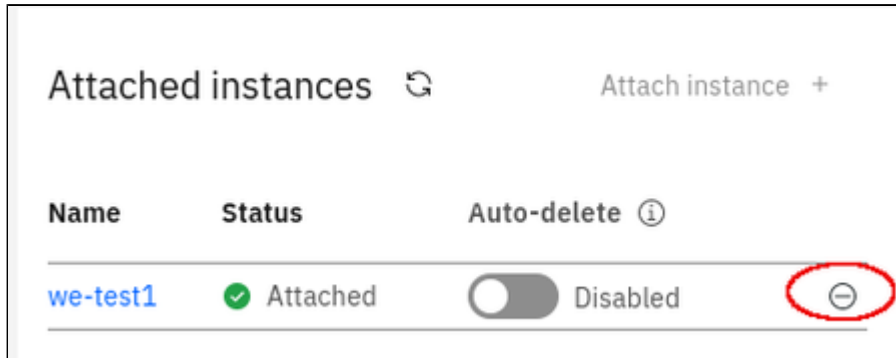 Attached instances Attach instance +
Name Status Auto-delete
we-test1 Attached Disabled